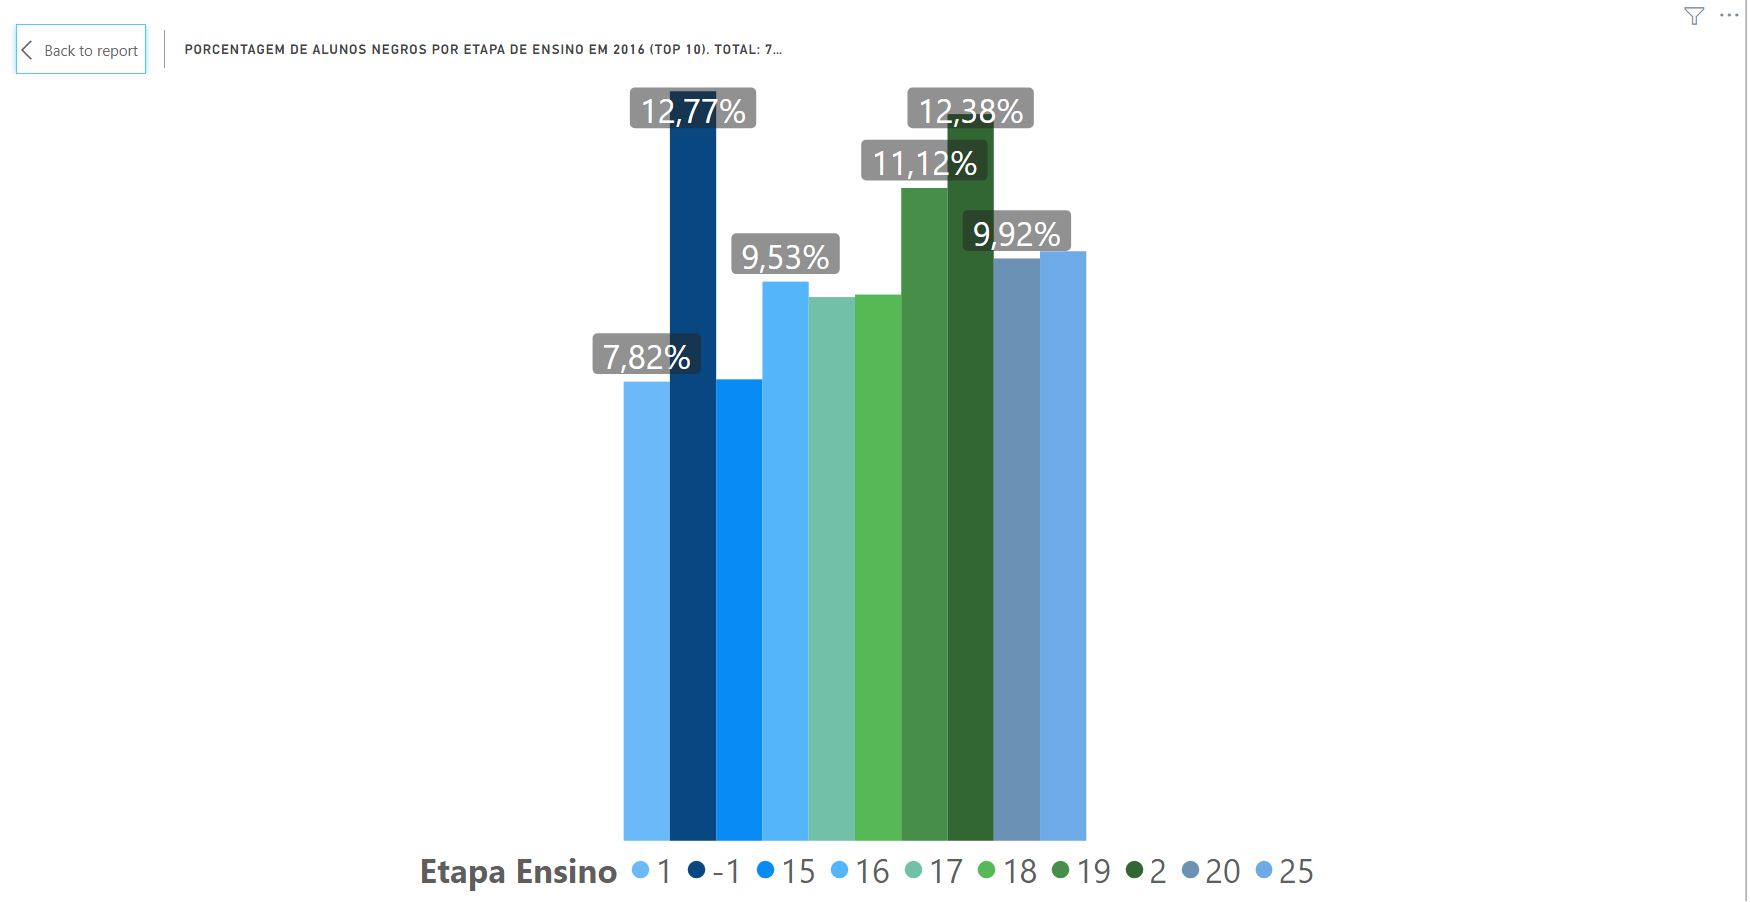 Back to report
PORCENTAGEM DE ALUNOS NEGROS POR ETAPA DE ENSINO EM 2016 (TOP 10). TOTAL: 7...
12,77%
12,38%
11,12%
9,92%
9,53%
7,82%
Etapa Ensino 1 -1 15 16 17 18 19 2 20 25